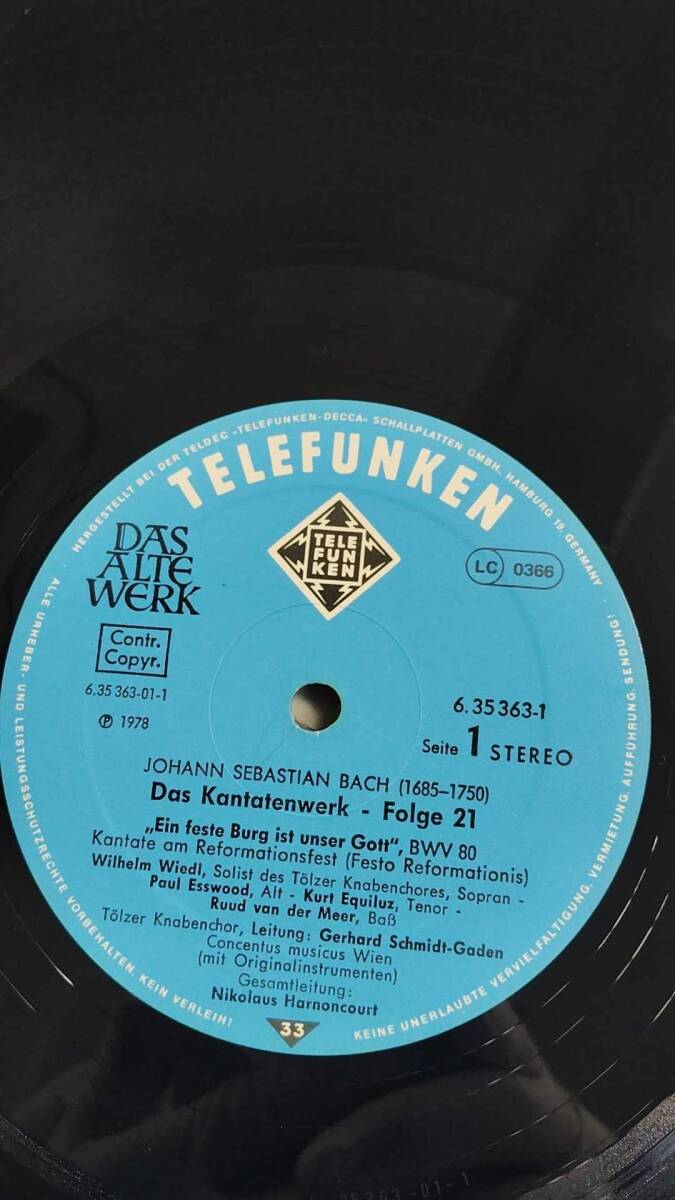 HERGESTELLT BEI DER TELDEC »TELEFUNKEN-DECCA« SCHALLPLATTEN GMBH., HAMBURG 19, GERMANY
TELEFUNKEN
DAS
ALTE
WERK
TELE
FUN
KEN
LC 0366
Contr.
Copyr.
6.35 363-01-1
Ⓟ 1978
6.35 363-1
Seite 1 STEREO
JOHANN SEBASTIAN BACH (1685–1750)
Das Kantatenwerk - Folge 21
„Ein feste Burg ist unser Gott“, BWV 80
Kantate am Reformationsfest (Festo Reformationis)
Wilhelm Wiedl, Solist des Tölzer Knabenchores, Sopran -
Paul Esswood, Alt - Kurt Equiluz, Tenor -
Ruud van der Meer, Baß
Tölzer Knabenchor, Leitung: Gerhard Schmidt-Gaden
Concentus musicus Wien
(mit Originalinstrumenten)
Gesamtleitung:
Nikolaus Harnoncourt
33
ALLE URHEBER- UND LEISTUNGSSCHUTZRECHTE VORBEHALTEN. KEIN VERLEIH!
KEINE UNERLAUBTE VERVIELFÄLTIGUNG, VERMIETUNG, AUFFÜHRUNG, SENDUNG!